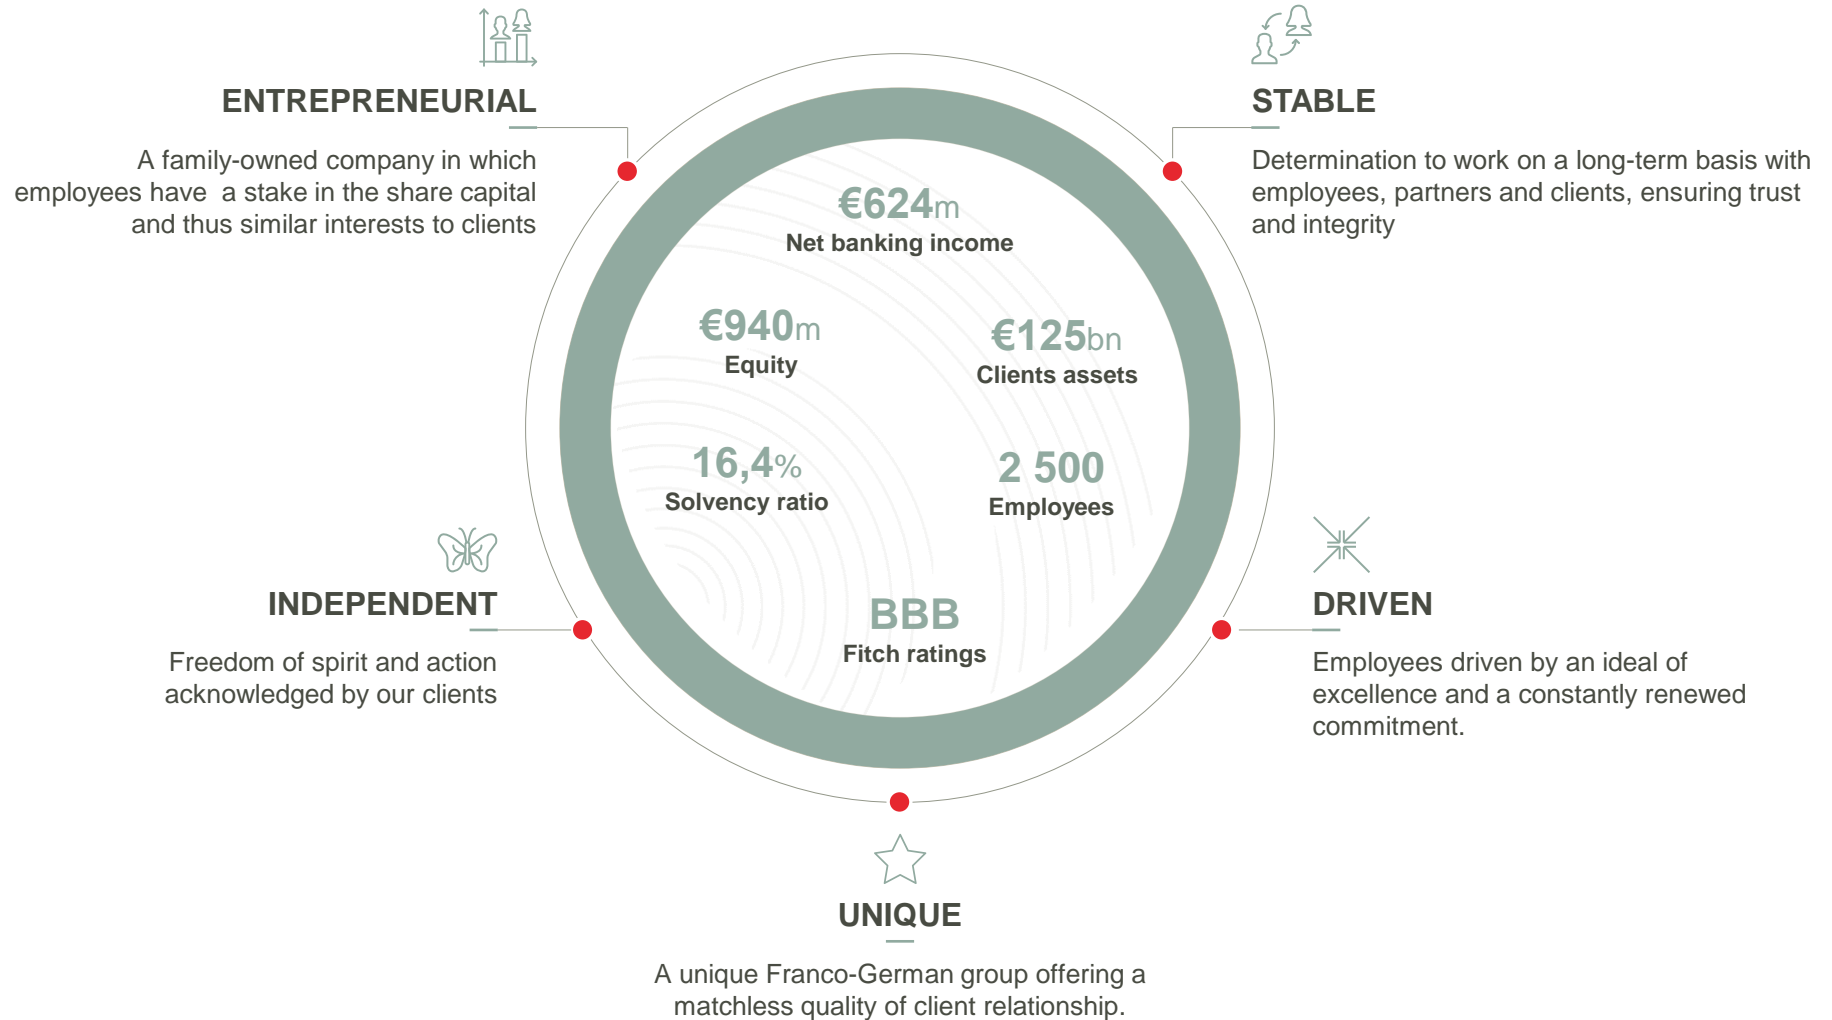 ENTREPRENEURIAL
A family-owned company in which
employees have a stake in the share capital
and thus similar interests to clients
STABLE
Determination to work on a long-term basis with
employees, partners and clients, ensuring trust
and integrity
€624m
Net banking income
€940m
Equity
€125bn
Clients assets
16,4%
Solvency ratio
2 500
Employees
BBB
Fitch ratings
INDEPENDENT
Freedom of spirit and action
acknowledged by our clients
DRIVEN
Employees driven by an ideal of
excellence and a constantly renewed
commitment.
UNIQUE
A unique Franco-German group offering a
matchless quality of client relationship.